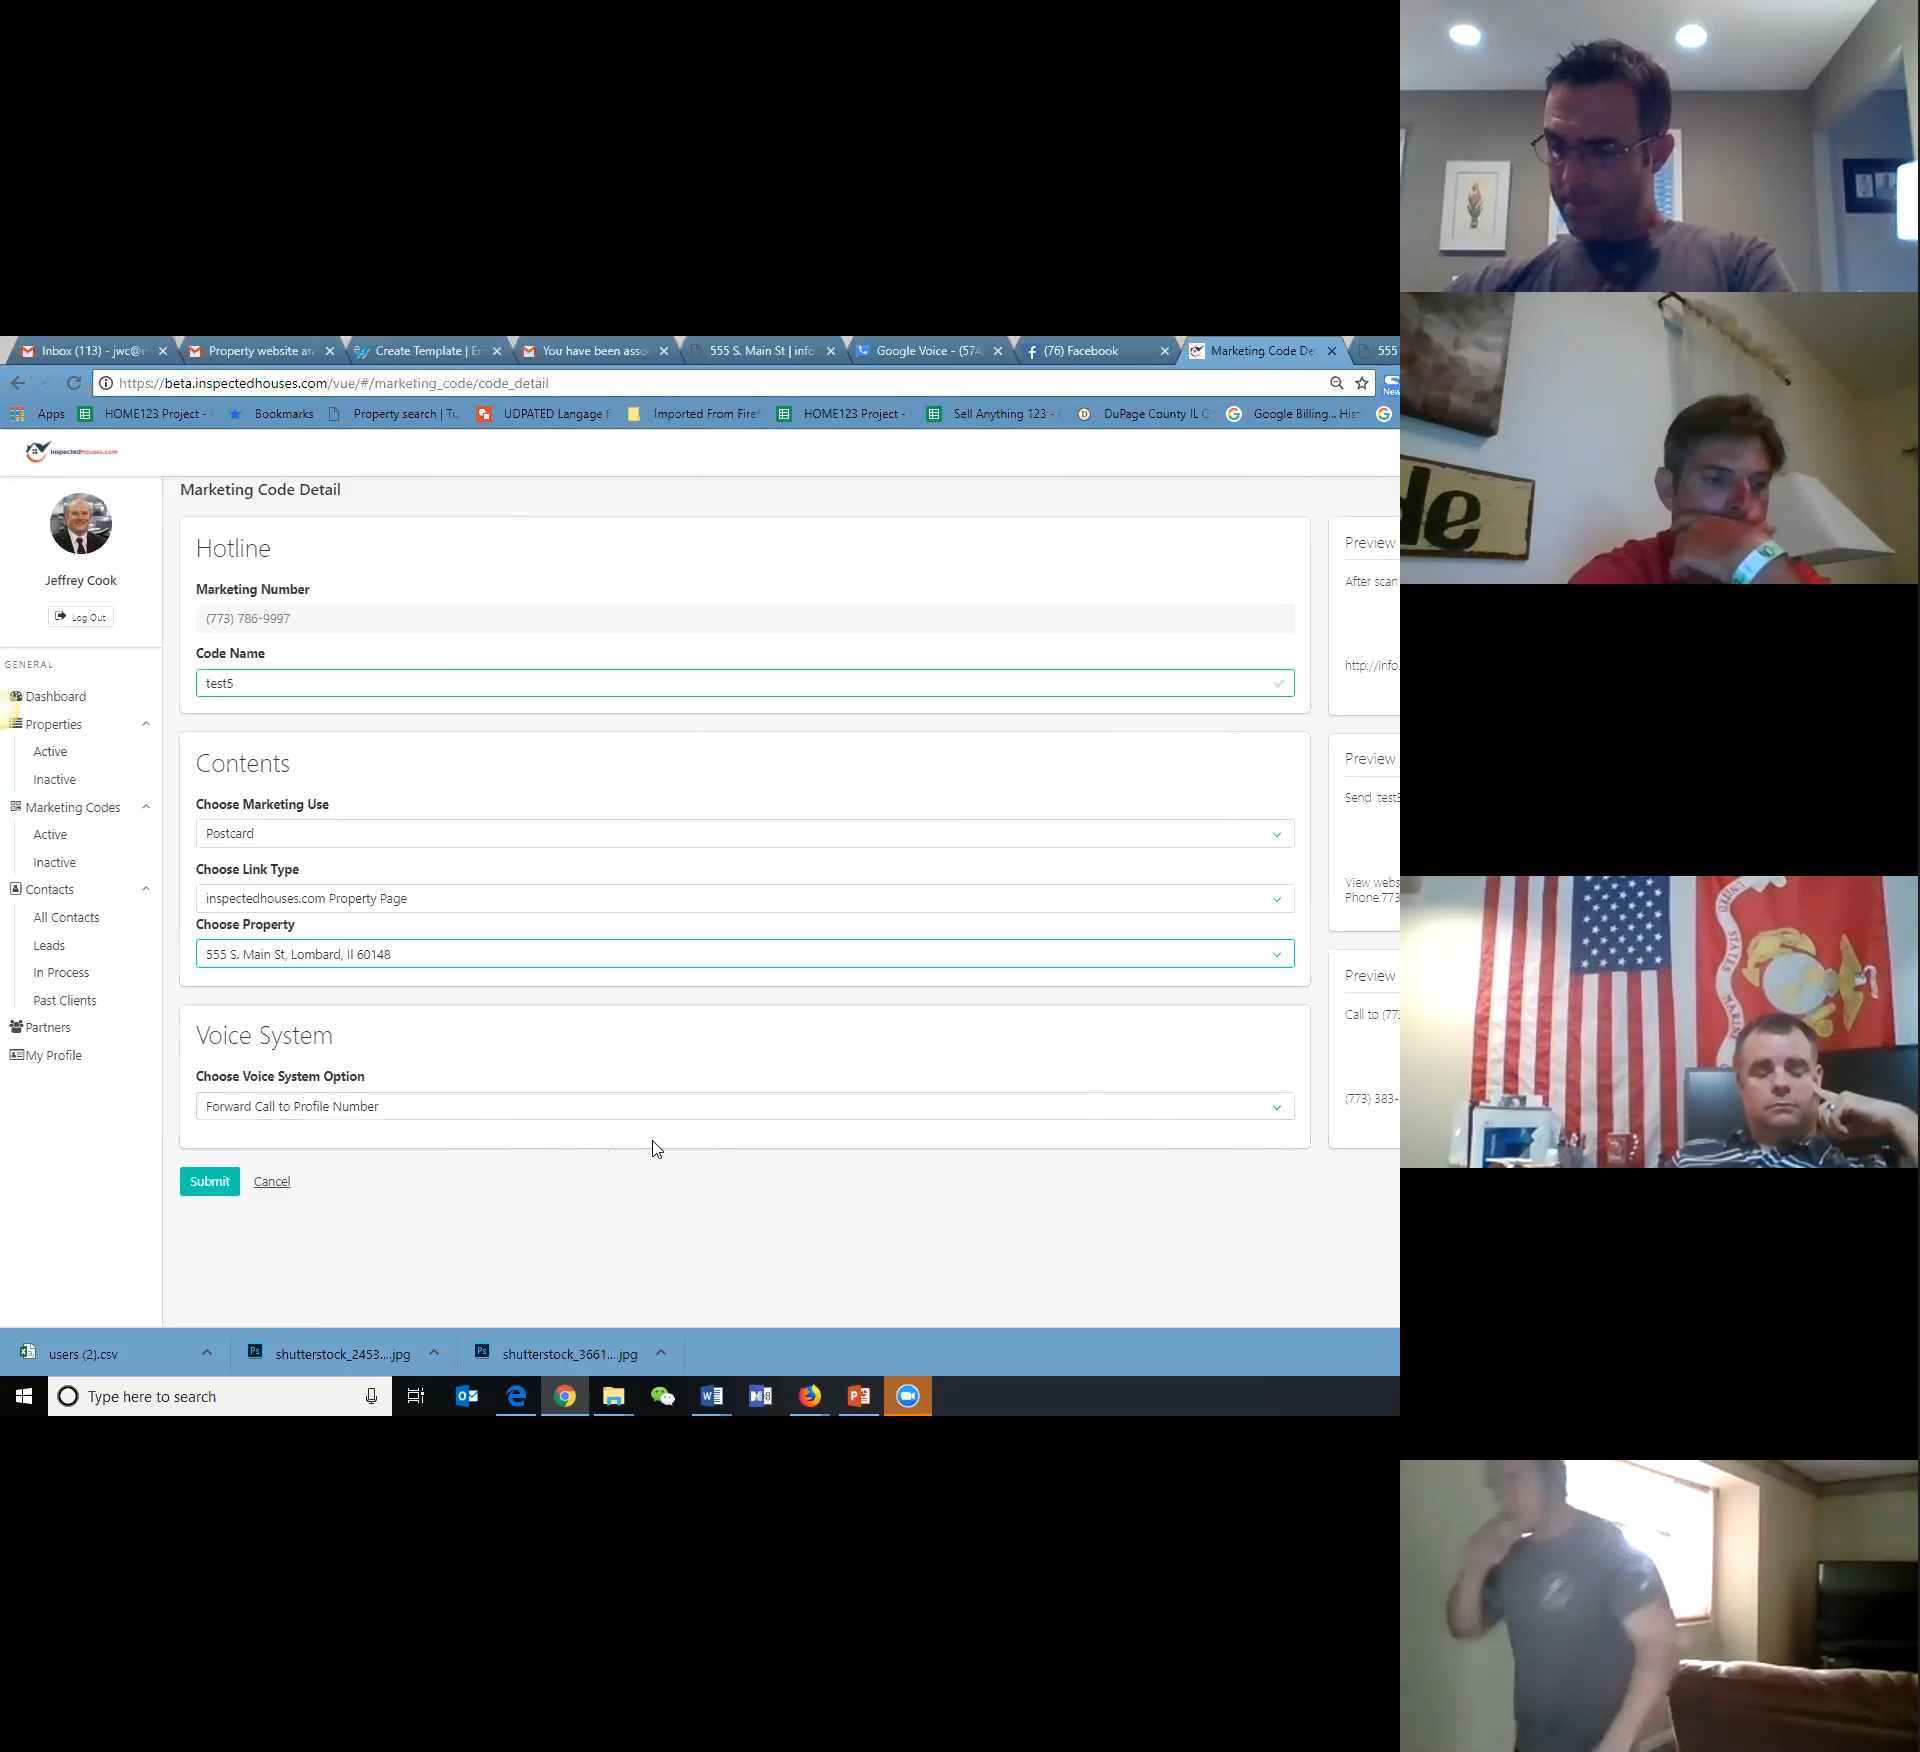 Inbox (113) - jwc@i
Property website an
Create Template | E
You have been asso
555 S. Main St | info
Google Voice - (574
(76) Facebook
Marketing Code De
555
https://beta.inspectedhouses.com/vue/#/marketing_code/code_detail
New
Apps
HOME123 Project -
Bookmarks
Property search | Tu
UDPATED Langage f
Imported From Firef
HOME123 Project -
Sell Anything 123 -
DuPage County IL
Google Billing... Hist
InspectedHouses.com
Jeffrey Cook
Log Out
GENERAL
Dashboard
Properties
Active
Inactive
Marketing Codes
Active
Inactive
Contacts
All Contacts
Leads
In Process
Past Clients
Partners
My Profile
Marketing Code Detail
Hotline
Marketing Number
(773) 786-9997
Code Name
test5
Contents
Choose Marketing Use
Postcard
Choose Link Type
inspectedhouses.com Property Page
Choose Property
555 S. Main St, Lombard, Il 60148
Voice System
Choose Voice System Option
Forward Call to Profile Number
Submit
Cancel
Preview
After scan
http://info.
Preview
Send 'test5
View webs
Phone:773
Preview
Call to (77
(773) 383-
users (2).csv
shutterstock_2453....jpg
shutterstock_3661....jpg
Type here to search
de
UNITED
STATES
MARINE